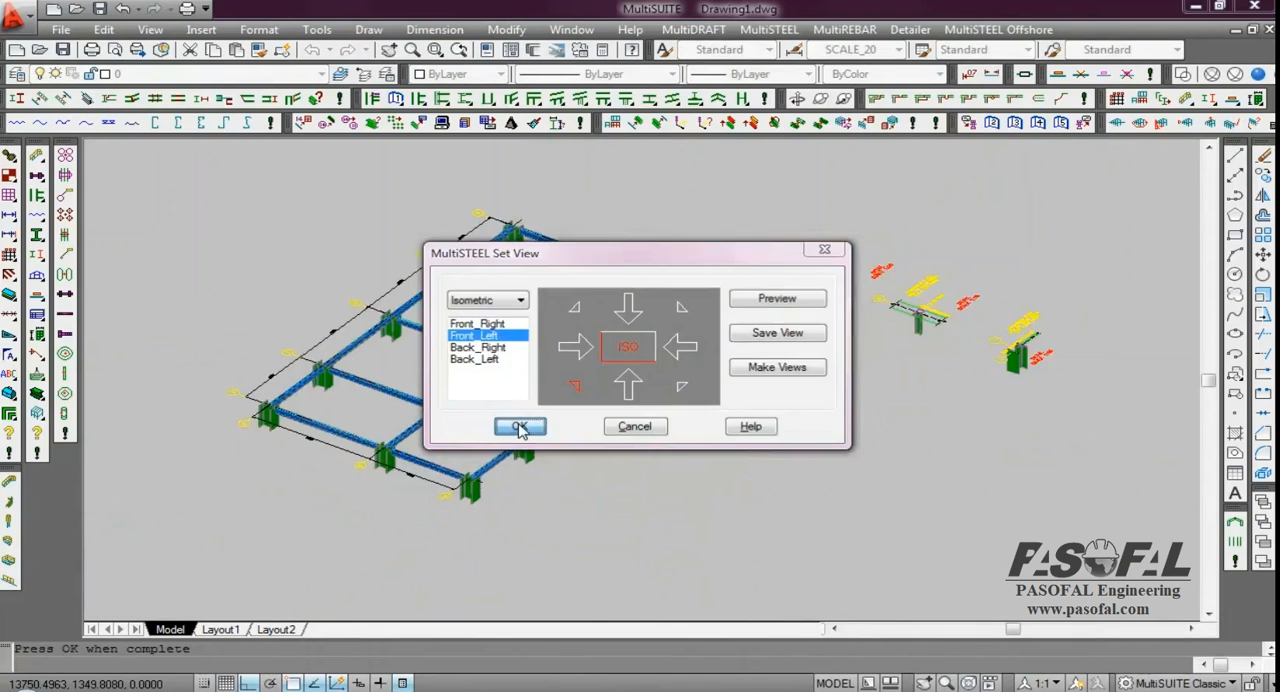 MultiSUITE Drawing1.dwg
File Edit View Insert Format Tools Draw Dimension Modify Window Help MultiDRAFT MultiSTEEL MultiREBAR Detailer MultiSTEEL Offshore
Standard SCALE_20 Standard Standard
0 ByLayer ByLayer ByLayer ByColor
MultiSTEEL Set View
Isometric
Front_Right
Front_Left
Back_Right
Back_Left
ISO
Preview
Save View
Make Views
OK Cancel Help
PASOFAL
PASOFAL Engineering
www.pasofal.com
Model Layout1 Layout2
Press OK when complete
13750.4963, 1349.8080, 0.0000 MODEL 1:1 MultiSUITE Classic